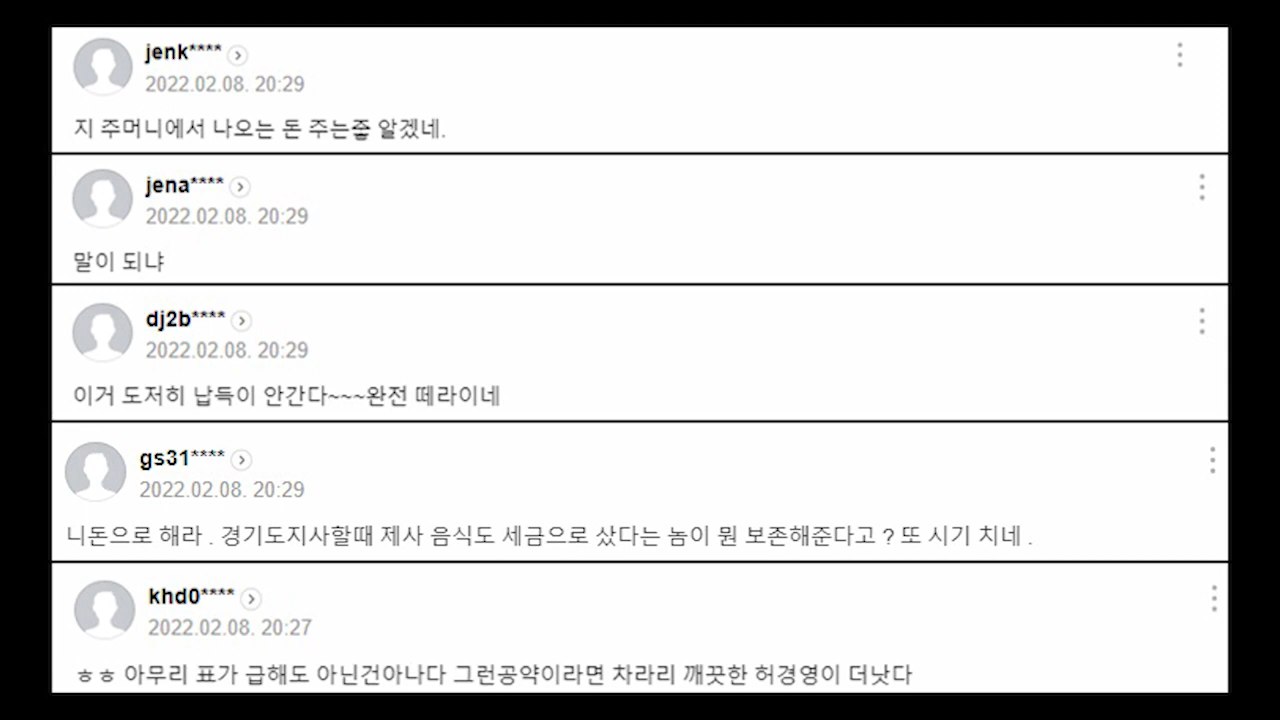 jenk****
2022.02.08. 20:29
지 주머니에서 나오는 돈 주는줗 알겠네.
jena****
2022.02.08. 20:29
말이 되냐
dj2b****
2022.02.08. 20:29
이거 도저히 납득이 안간다~~~완전 떼라이네
gs31****
2022.02.08. 20:29
니돈으로 해라 . 경기도지사할때 제사 음식도 세금으로 샀다는 놈이 뭔 보존해준다고 ? 또 시기 치네 .
khd0****
2022.02.08. 20:27
ㅎㅎ 아무리 표가 급해도 아닌건아나다 그런공약이라면 차라리 깨끗한 허경영이 더낫다